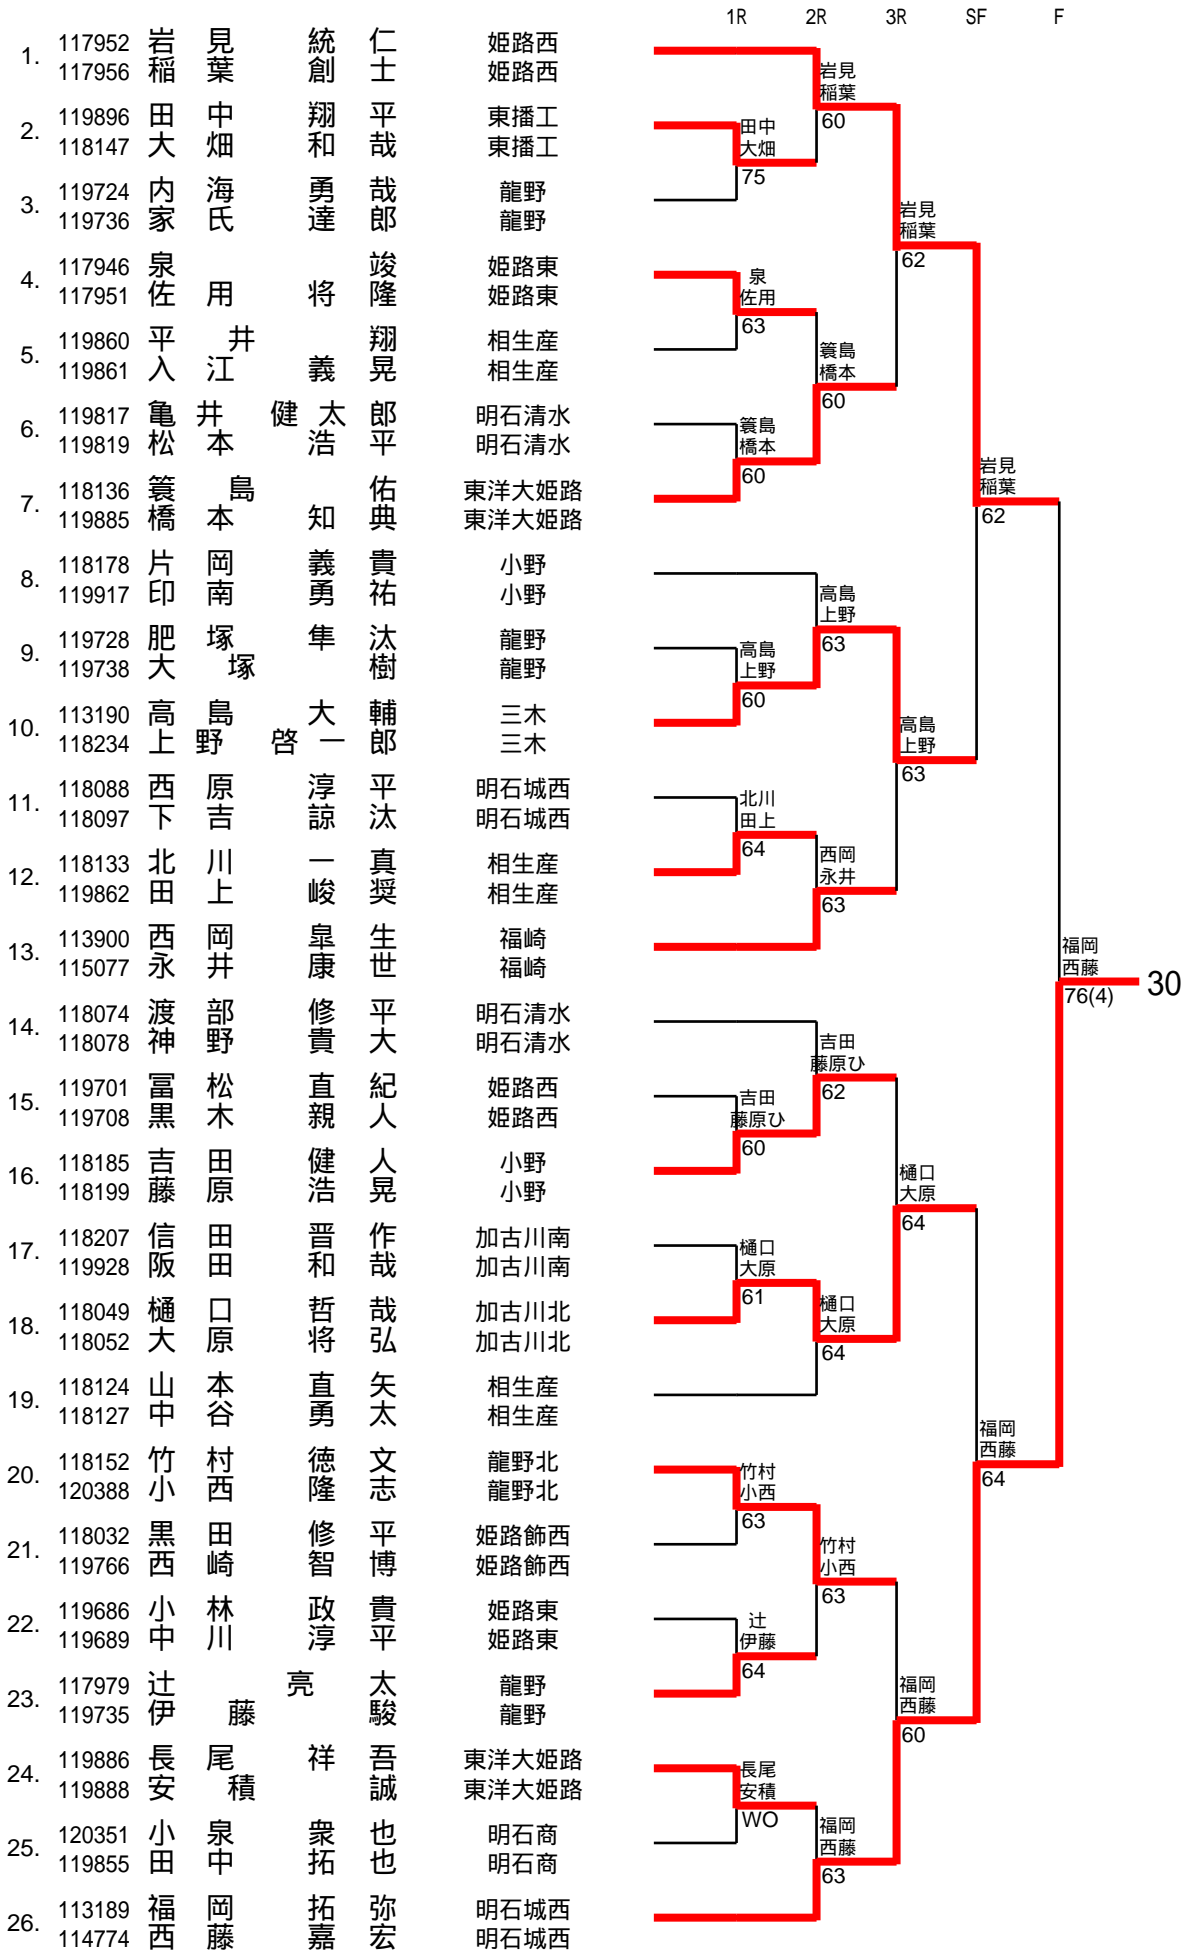 1R 2R 3R SF F
1. 117952 岩見 統仁 姫路西
117956 稲葉 創士 姫路西
2. 119896 田中 翔平 東播工
118147 大畑 和哉 東播工
3. 119724 内海 勇哉 龍野
119736 家氏 達郎 龍野
4. 117946 泉 竣 姫路東
117951 佐用 将隆 姫路東
5. 119860 平井 翔 相生産
119861 入江 義晃 相生産
6. 119817 亀井 健太郎 明石清水
119819 松本 浩平 明石清水
7. 118136 簑島 佑 東洋大姫路
119885 橋本 知典 東洋大姫路
8. 118178 片岡 義貴 小野
119917 印南 勇祐 小野
9. 119728 肥塚 隼汰 龍野
119738 大塚 樹 龍野
10. 113190 高島 大輔 三木
118234 上野 啓一郎 三木
11. 118088 西原 淳平 明石城西
118097 下吉 諒汰 明石城西
12. 118133 北川 一真 相生産
119862 田上 峻奨 相生産
13. 113900 西岡 皐生 福崎
115077 永井 康世 福崎
14. 118074 渡部 修平 明石清水
118078 神野 貴大 明石清水
15. 119701 冨松 直紀 姫路西
119708 黒木 親人 姫路西
16. 118185 吉田 健人 小野
118199 藤原 浩晃 小野
17. 118207 信田 晋作 加古川南
119928 阪田 和哉 加古川南
18. 118049 樋口 哲哉 加古川北
118052 大原 将弘 加古川北
19. 118124 山本 直矢 相生産
118127 中谷 勇太 相生産
20. 118152 竹村 徳文 龍野北
120388 小西 隆志 龍野北
21. 118032 黒田 修平 姫路飾西
119766 西崎 智博 姫路飾西
22. 119686 小林 政貴 姫路東
119689 中川 淳平 姫路東
23. 117979 辻 亮太 龍野
119735 伊藤 駿 龍野
24. 119886 長尾 祥吾 東洋大姫路
119888 安積 誠 東洋大姫路
25. 120351 小泉 衆也 明石商
119855 田中 拓也 明石商
26. 113189 福岡 拓弥 明石城西
114774 西藤 嘉宏 明石城西
田中
大畑
75
泉
佐用
63
簑島
橋本
60
高島
上野
60
北川
田上
64
吉田
藤原ひ
60
樋口
大原
61
竹村
小西
63
辻
伊藤
64
長尾
安積
WO
岩見
稲葉
60
簑島
橋本
60
高島
上野
63
西岡
永井
63
吉田
藤原ひ
62
樋口
大原
64
竹村
小西
63
福岡
西藤
63
岩見
稲葉
62
高島
上野
63
樋口
大原
64
福岡
西藤
60
岩見
稲葉
62
福岡
西藤
64
福岡
西藤
76(4)
30